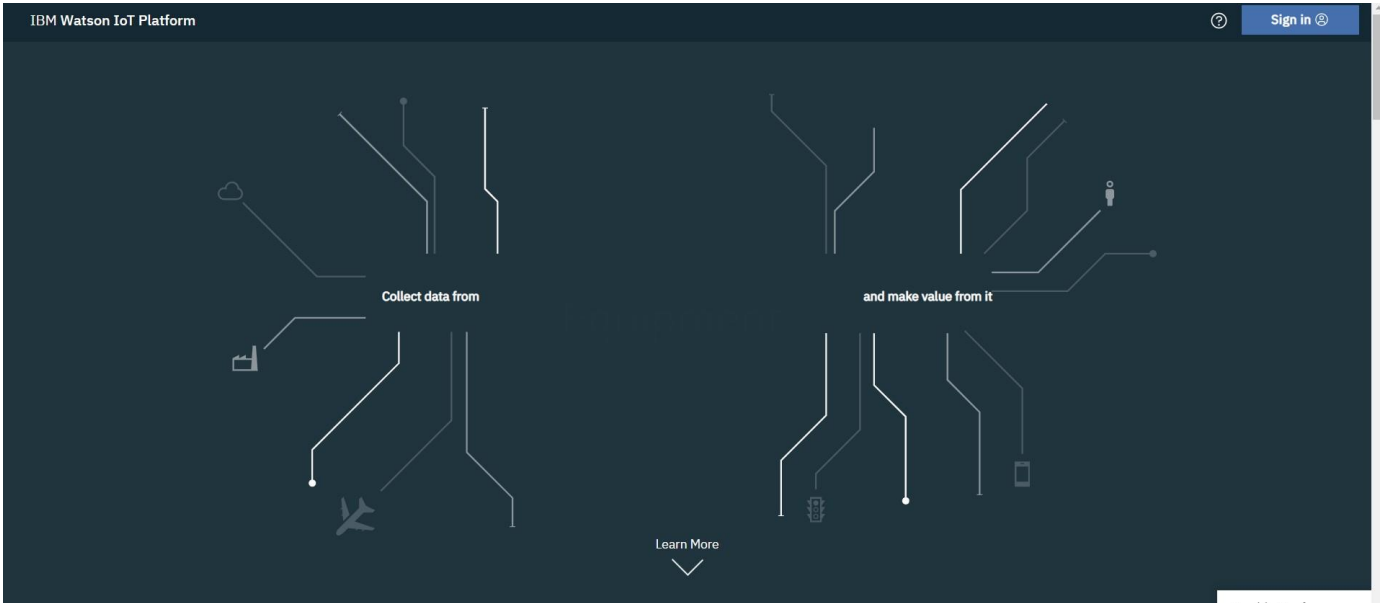 IBM Watson IoT Platform
Sign in
Collect data from
and make value from it
Learn More